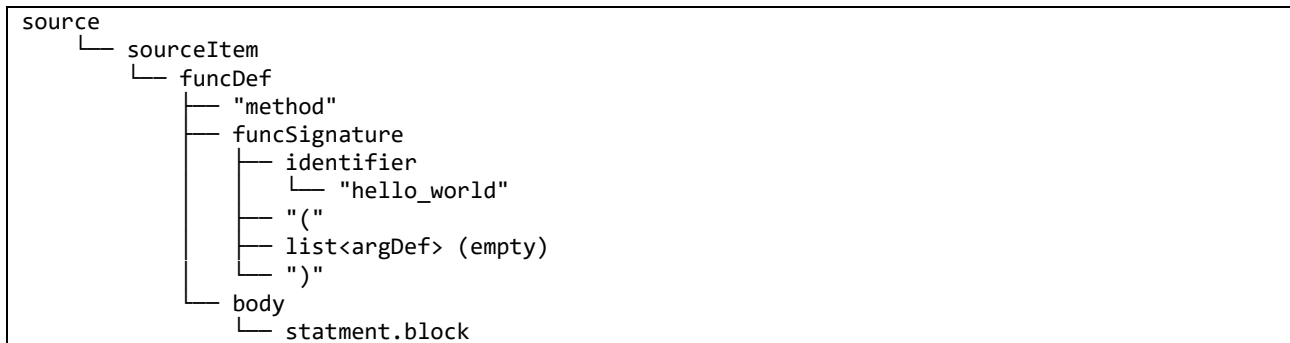 source
└── sourceItem
└── funcDef
├── "method"
├── funcSignature
│ ├── identifier
│ │ └── "hello_world"
│ ├── "("
│ ├── list<argDef> (empty)
│ └── ")"
└── body
└── statment.block